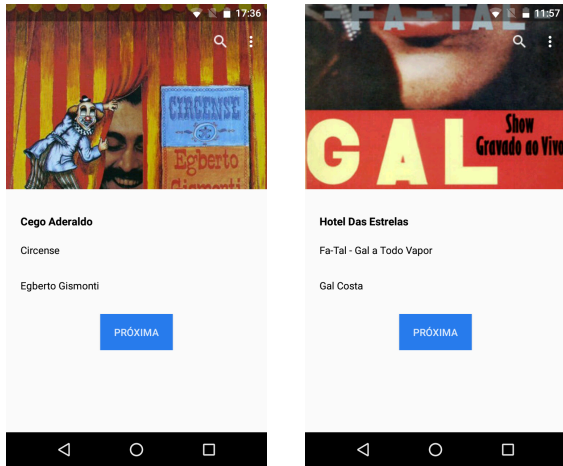 17:36
CIRCENSE
Egberto
Gismonti
Cego Aderaldo
Circense
Egberto Gismonti
PRÓXIMA
11:57
FA - TAL
GAL
Show
Gravado ao Vivo
Hotel Das Estrelas
Fa-Tal - Gal a Todo Vapor
Gal Costa
PRÓXIMA